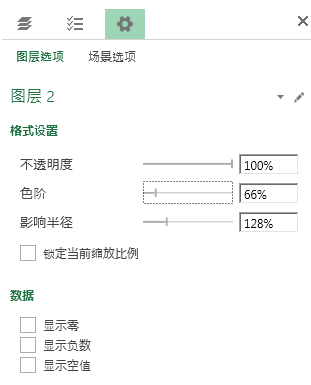 图层选项 场景选项
图层 2
格式设置
不透明度 100%
色阶 66%
影响半径 128%
锁定当前缩放比例
数据
显示零
显示负数
显示空值